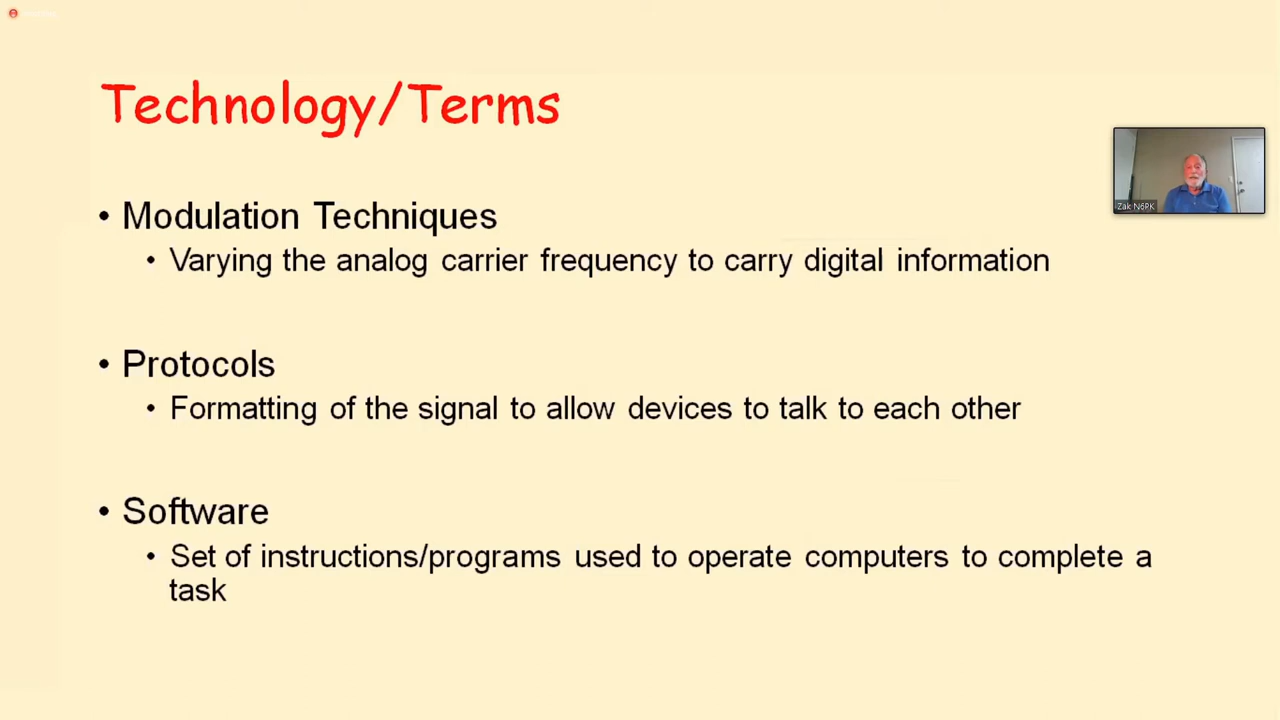 Technology/Terms
• Modulation Techniques
• Varying the analog carrier frequency to carry digital information
Zak N6PK
• Protocols
• Formatting of the signal to allow devices to talk to each other
• Software
• Set of instructions/programs used to operate computers to complete a
task